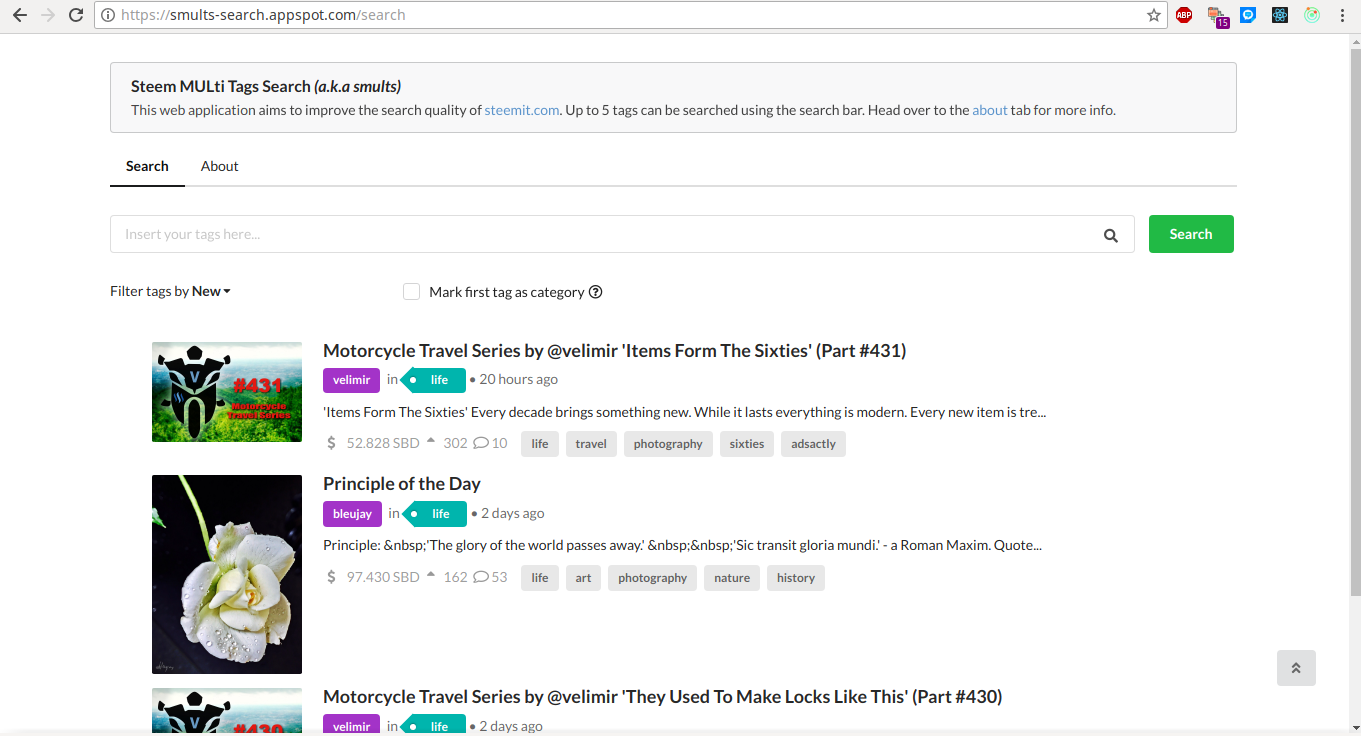 https://smults-search.appspot.com/search
ABP
15
Steem MULti Tags Search (a.k.a smults)
This web application aims to improve the search quality of steemit.com. Up to 5 tags can be searched using the search bar. Head over to the about tab for more info.
Search About
Insert your tags here...
Search
Filter tags by New
Mark first tag as category
#431
Motorcycle
Travel Series
Motorcycle Travel Series by @velimir 'Items Form The Sixties' (Part #431)
velimir in life • 20 hours ago
'Items Form The Sixties' Every decade brings something new. While it lasts everything is modern. Every new item is tre...
$ 52.828 SBD 302 10 life travel photography sixties adsactly
Principle of the Day
bleujay in life • 2 days ago
Principle: &nbsp;'The glory of the world passes away.' &nbsp;&nbsp;'Sic transit gloria mundi.' - a Roman Maxim. Quote...
$ 97.430 SBD 162 53 life art photography nature history
#430
Motorcycle Travel Series by @velimir 'They Used To Make Locks Like This' (Part #430)
velimir in life • 2 days ago